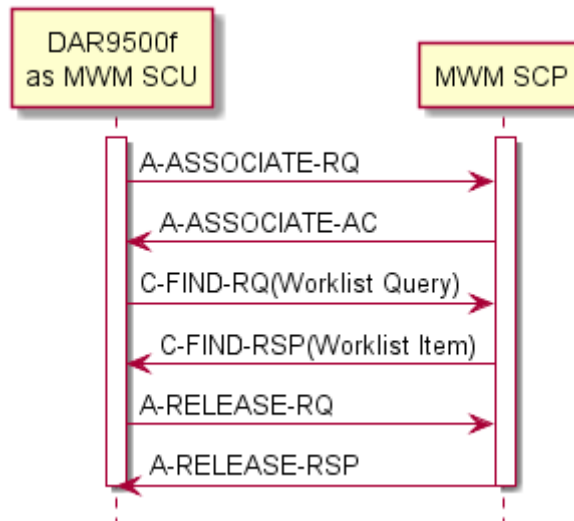 DAR9500f
as MWM SCU
MWM SCP
A-ASSOCIATE-RQ
A-ASSOCIATE-AC
C-FIND-RQ(Worklist Query)
C-FIND-RSP(Worklist Item)
A-RELEASE-RQ
A-RELEASE-RSP